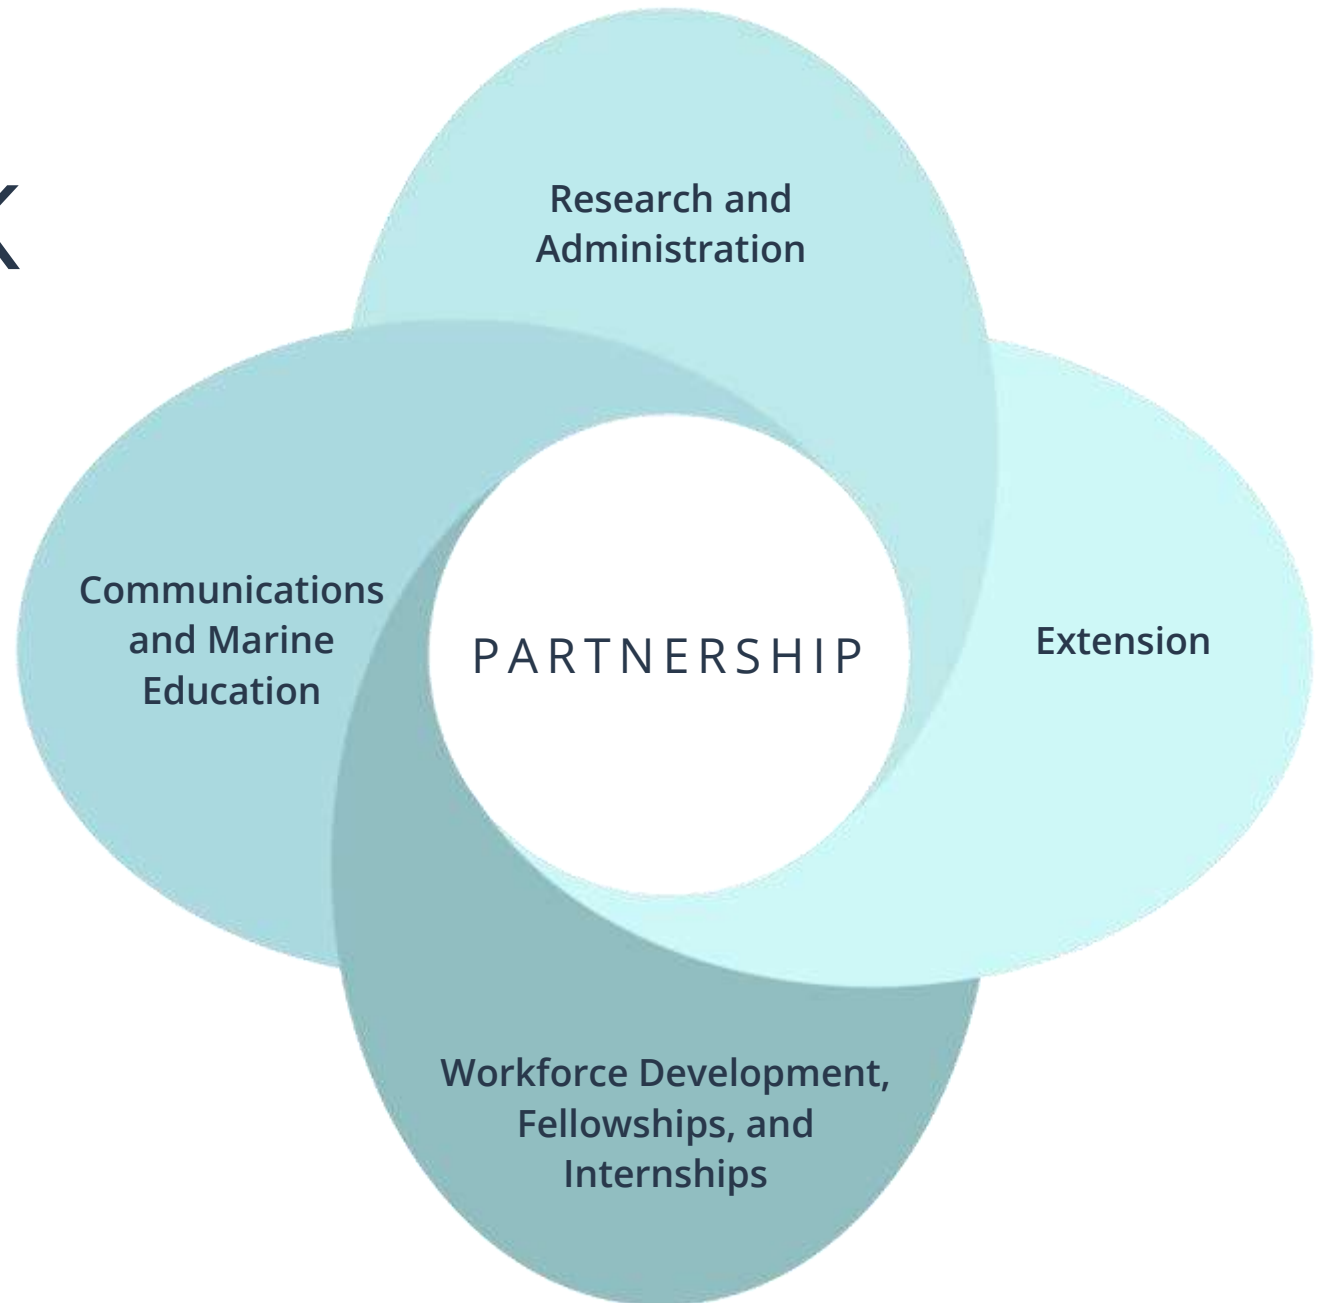 K
Research and
Administration
Communications
and Marine
Education
PARTNERSHIP
Extension
Workforce Development,
Fellowships, and
Internships